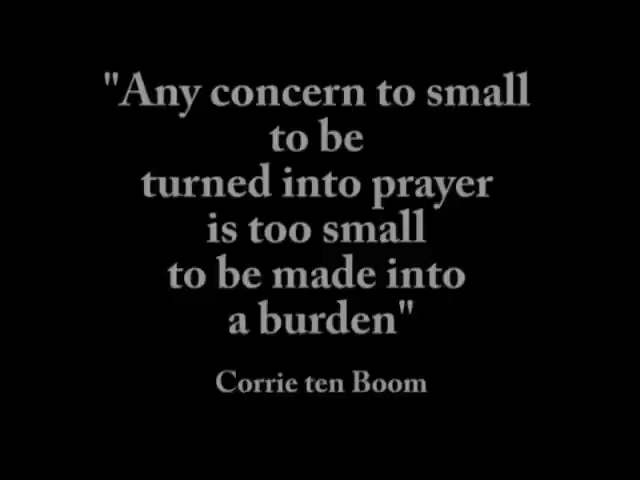 "Any concern to small
to be
turned into prayer
is too small
to be made into
a burden"
Corrie ten Boom